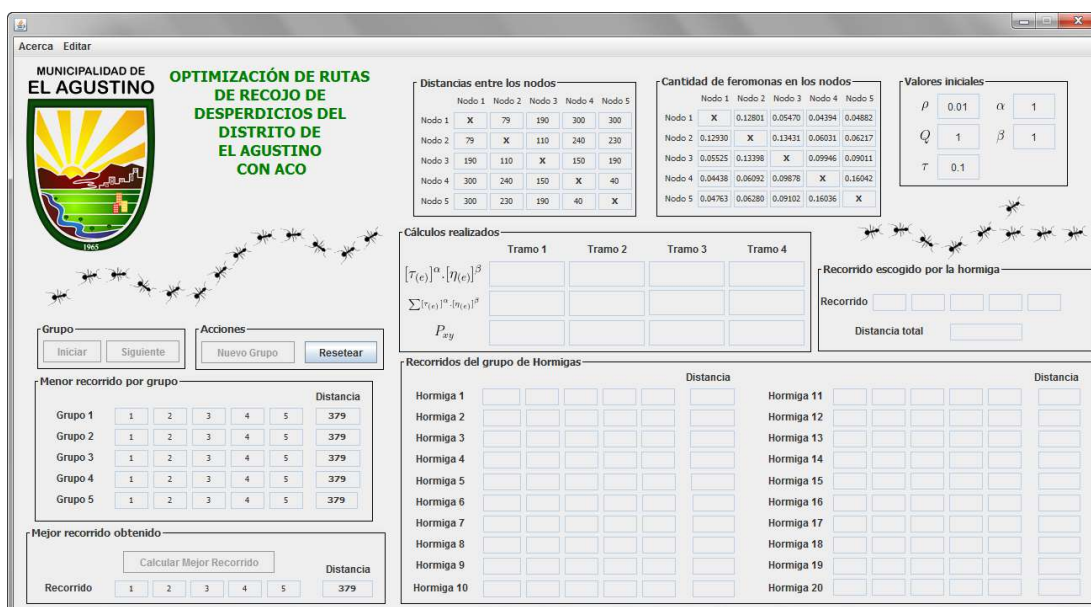 Acerca Editar
MUNICIPALIDAD DE
EL AGUSTINO
1965
OPTIMIZACIÓN DE RUTAS
DE RECOJO DE
DESPERDICIOS DEL
DISTRITO DE
EL AGUSTINO
CON ACO
Distancias entre los nodos
Nodo 1 Nodo 2 Nodo 3 Nodo 4 Nodo 5
Nodo 1 X 79 190 300 300
Nodo 2 79 X 110 240 230
Nodo 3 190 110 X 150 190
Nodo 4 300 240 150 X 40
Nodo 5 300 230 190 40 X
Cantidad de feromonas en los nodos
Nodo 1 Nodo 2 Nodo 3 Nodo 4 Nodo 5
Nodo 1 X 0.12801 0.05470 0.04394 0.04882
Nodo 2 0.12930 X 0.13431 0.06031 0.06217
Nodo 3 0.05525 0.13398 X 0.09946 0.09011
Nodo 4 0.04438 0.06092 0.09878 X 0.16042
Nodo 5 0.04763 0.06280 0.09102 0.16036 X
Valores iniciales
ρ 0.01 α 1
Q 1 β 1
τ 0.1
Cálculos realizados
Tramo 1 Tramo 2 Tramo 3 Tramo 4
[τ(e)]^α.[η(e)]^β
∑[τ(e)]^α.[η(e)]^β
Pxy
Recorrido escogido por la hormiga
Recorrido
Distancia total
Grupo
Iniciar Siguiente
Acciones
Nuevo Grupo Resetear
Menor recorrido por grupo
Distancia
Grupo 1 1 2 3 4 5 379
Grupo 2 1 2 3 4 5 379
Grupo 3 1 2 3 4 5 379
Grupo 4 1 2 3 4 5 379
Grupo 5 1 2 3 4 5 379
Mejor recorrido obtenido
Calcular Mejor Recorrido
Distancia
Recorrido 1 2 3 4 5 379
Recorridos del grupo de Hormigas
Distancia Distancia
Hormiga 1 Hormiga 11
Hormiga 2 Hormiga 12
Hormiga 3 Hormiga 13
Hormiga 4 Hormiga 14
Hormiga 5 Hormiga 15
Hormiga 6 Hormiga 16
Hormiga 7 Hormiga 17
Hormiga 8 Hormiga 18
Hormiga 9 Hormiga 19
Hormiga 10 Hormiga 20